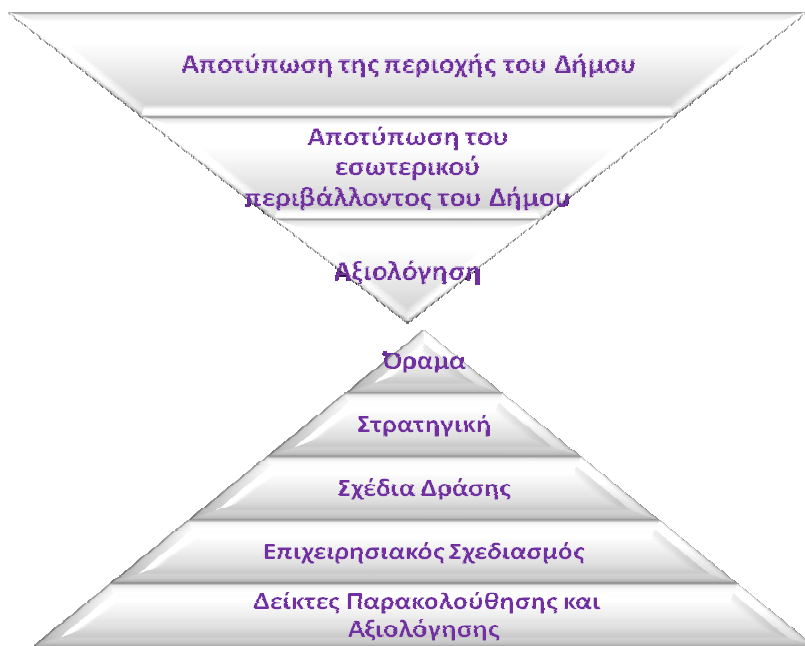 Αποτύπωση της περιοχής του Δήμου
Αποτύπωση του
εσωτερικού
περιβάλλοντος του Δήμου
Αξιολόγηση
Όραμα
Στρατηγική
Σχέδια Δράσης
Επιχειρησιακός Σχεδιασμός
Δείκτες Παρακολούθησης και
Αξιολόγησης